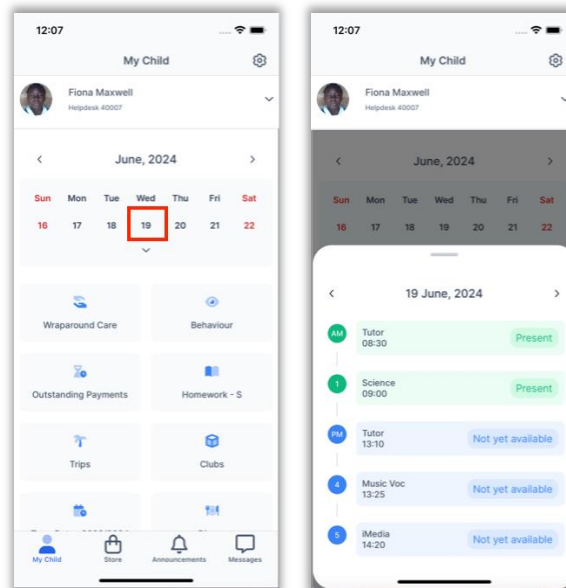 12:07
My Child
Fiona Maxwell
Helpdesk 40007
June, 2024
Sun Mon Tue Wed Thu Fri Sat
16 17 18 19 20 21 22
Wraparound Care
Behaviour
Outstanding Payments
Homework - S
Trips
Clubs
My Child
Store
Announcements
Messages
12:07
My Child
Fiona Maxwell
Helpdesk 40007
June, 2024
Sun Mon Tue Wed Thu Fri Sat
16 17 18 19 20 21 22
19 June, 2024
AM Tutor
08:30
Present
1 Science
09:00
Present
PM Tutor
13:10
Not yet available
4 Music Voc
13:25
Not yet available
5 iMedia
14:20
Not yet available